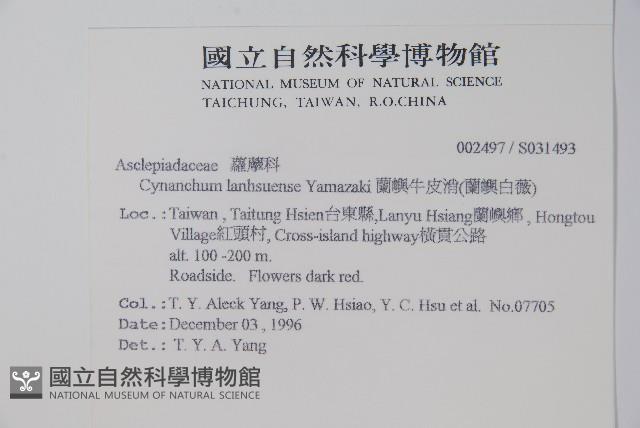 國立自然科學博物館
NATIONAL MUSEUM OF NATURAL SCIENCE
TAICHUNG, TAIWAN, R.O.CHINA
002497 / S031493
Asclepiadaceae 蘿藦科
Cynanchum lanhsuense Yamazaki 蘭嶼牛皮消(蘭嶼白薇)
Loc.: Taiwan , Taitung Hsien台東縣,Lanyu Hsiang蘭嶼鄉 , Hongtou
Village紅頭村, Cross-island highway橫貫公路
alt. 100 -200 m.
Roadside. Flowers dark red.
Col.: T. Y. Aleck Yang, P. W. Hsiao, Y. C. Hsu et al. No.07705
Date: December 03 , 1996
Det.: T. Y. A. Yang
國立自然科學博物館
NATIONAL MUSEUM OF NATURAL SCIENCE